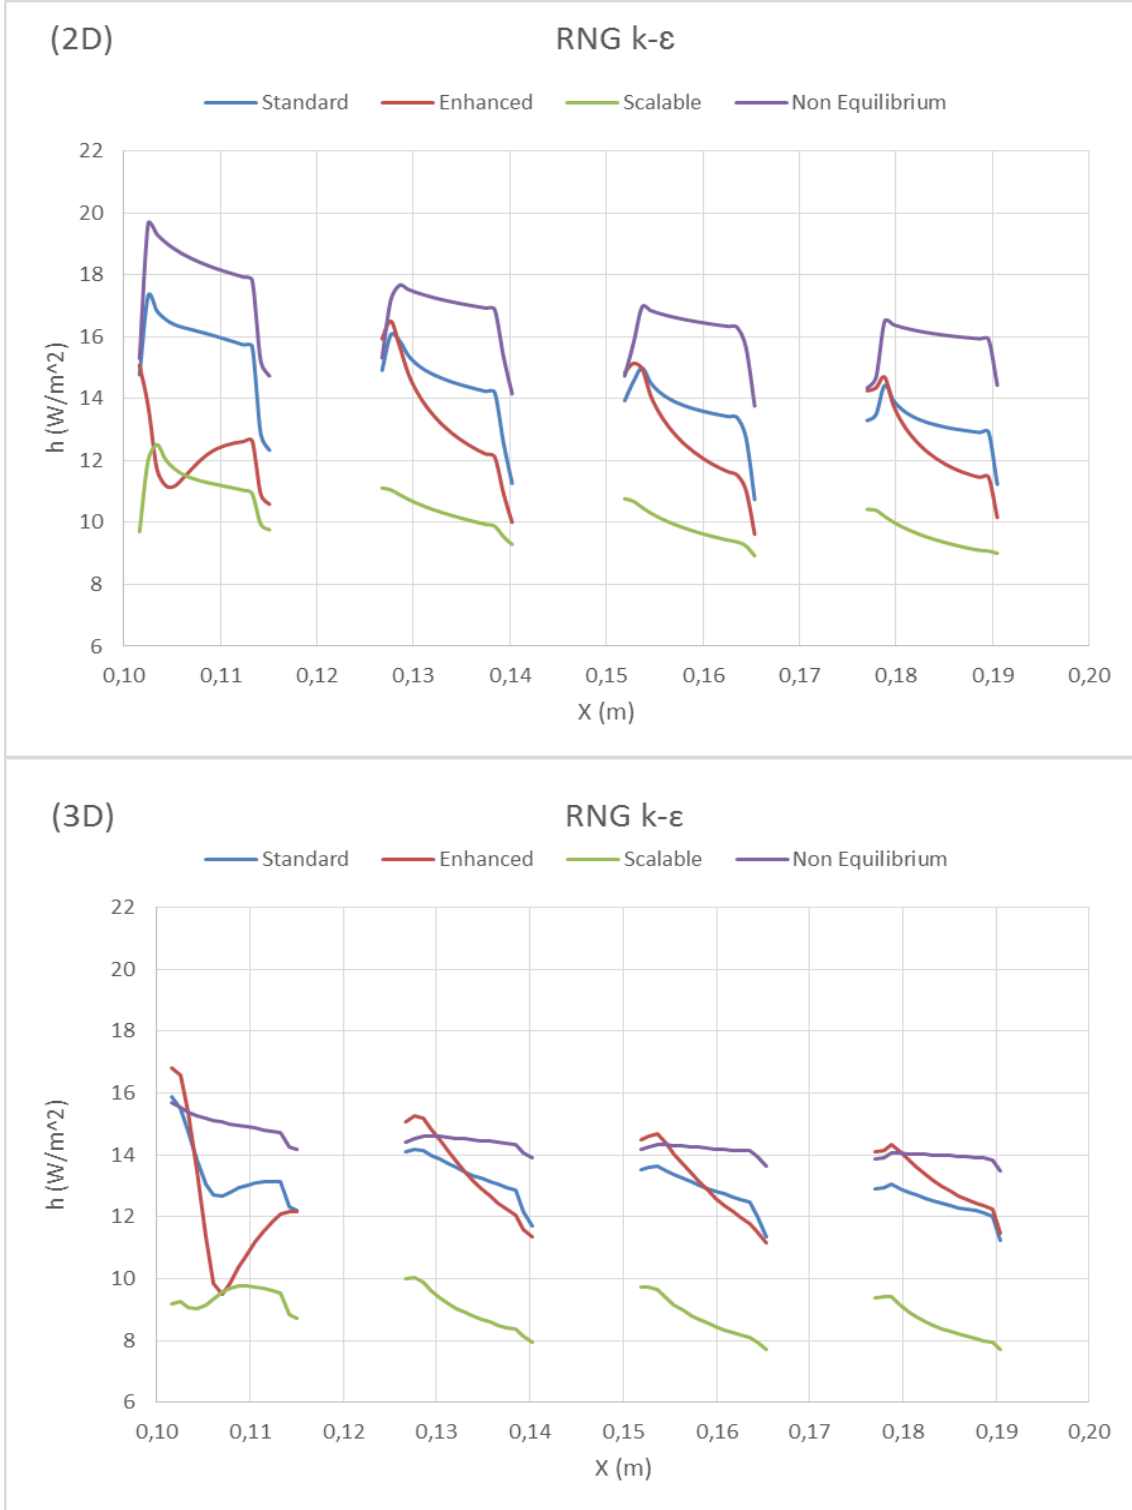 (2D) RNG k-ε
Standard Enhanced Scalable Non Equilibrium
22
20
18
16
14
12
10
8
6
h (W/m^2)
0,10 0,11 0,12 0,13 0,14 0,15 0,16 0,17 0,18 0,19 0,20
X (m)
(3D) RNG k-ε
Standard Enhanced Scalable Non Equilibrium
22
20
18
16
14
12
10
8
6
h (W/m^2)
0,10 0,11 0,12 0,13 0,14 0,15 0,16 0,17 0,18 0,19 0,20
X (m)